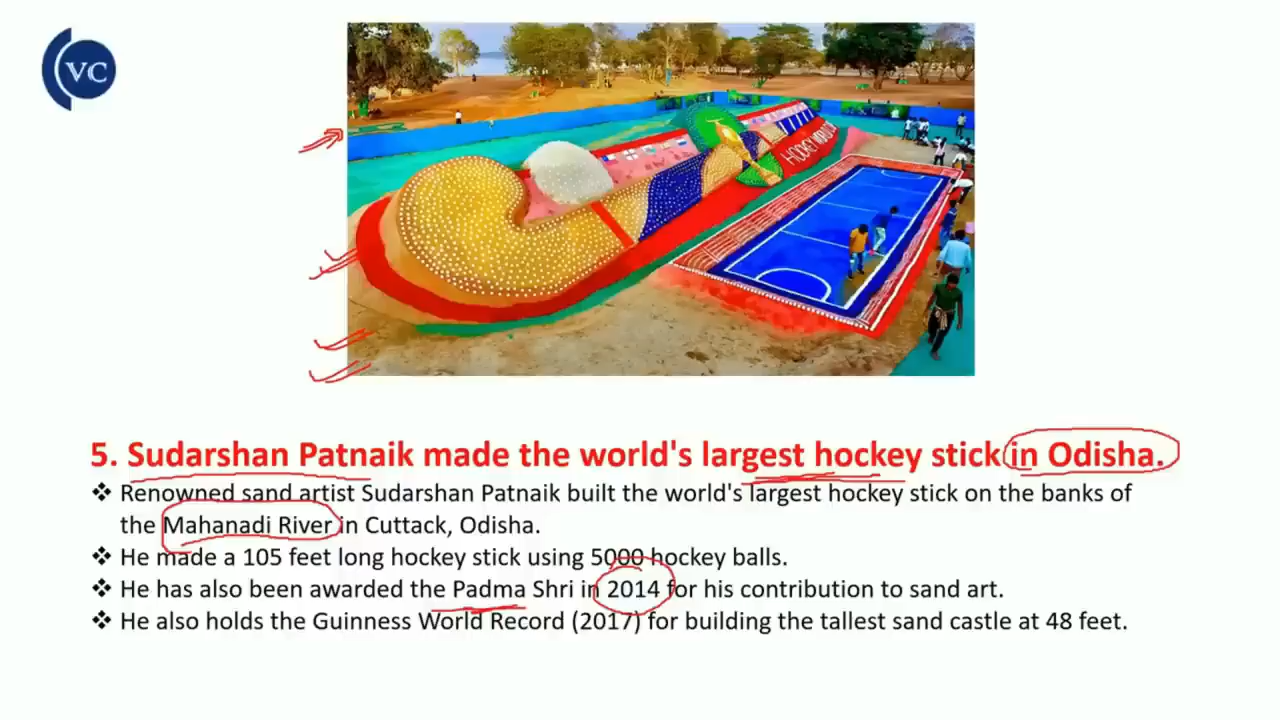 VC
HOCKEY WORLD
5. Sudarshan Patnaik made the world's largest hockey stick in Odisha.
❖ Renowned sand artist Sudarshan Patnaik built the world's largest hockey stick on the banks of
the Mahanadi River in Cuttack, Odisha.
❖ He made a 105 feet long hockey stick using 5000 hockey balls.
❖ He has also been awarded the Padma Shri in 2014 for his contribution to sand art.
❖ He also holds the Guinness World Record (2017) for building the tallest sand castle at 48 feet.